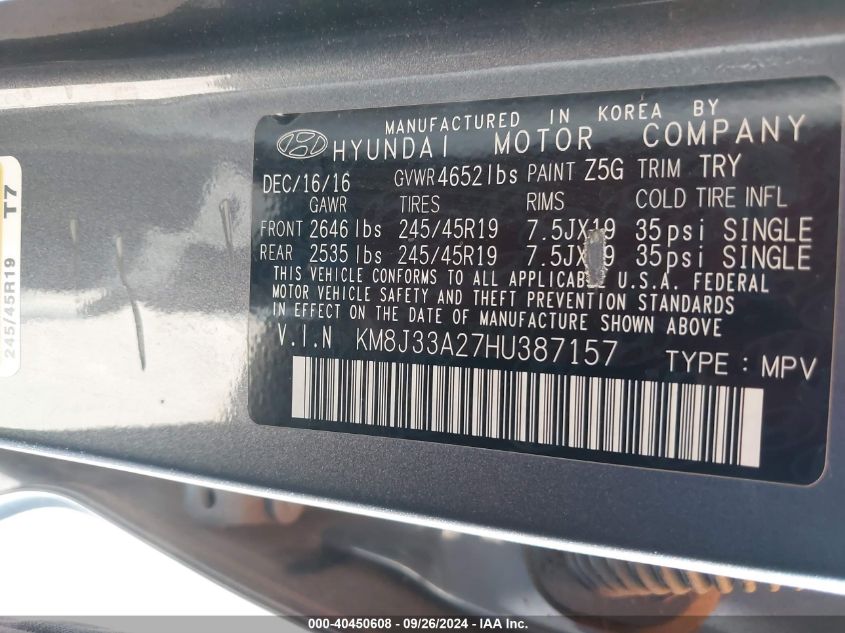 MANUFACTURED IN KOREA BY
HYUNDAI MOTOR COMPANY
DEC/16/16 GVWR 4652 lbs PAINT Z5G TRIM TRY
GAWR TIRES RIMS COLD TIRE INFL
FRONT 2646 lbs 245/45R19 7.5JX19 35psi SINGLE
REAR 2535 lbs 245/45R19 7.5JX19 35psi SINGLE
THIS VEHICLE CONFORMS TO ALL APPLICABLE U.S.A. FEDERAL
MOTOR VEHICLE SAFETY AND THEFT PREVENTION STANDARDS
IN EFFECT ON THE DATE OF MANUFACTURE SHOWN ABOVE
V.I.N KM8J33A27HU387157 TYPE : MPV
245/45R19 T7
000-40450608 - 09/26/2024 - IAA Inc.